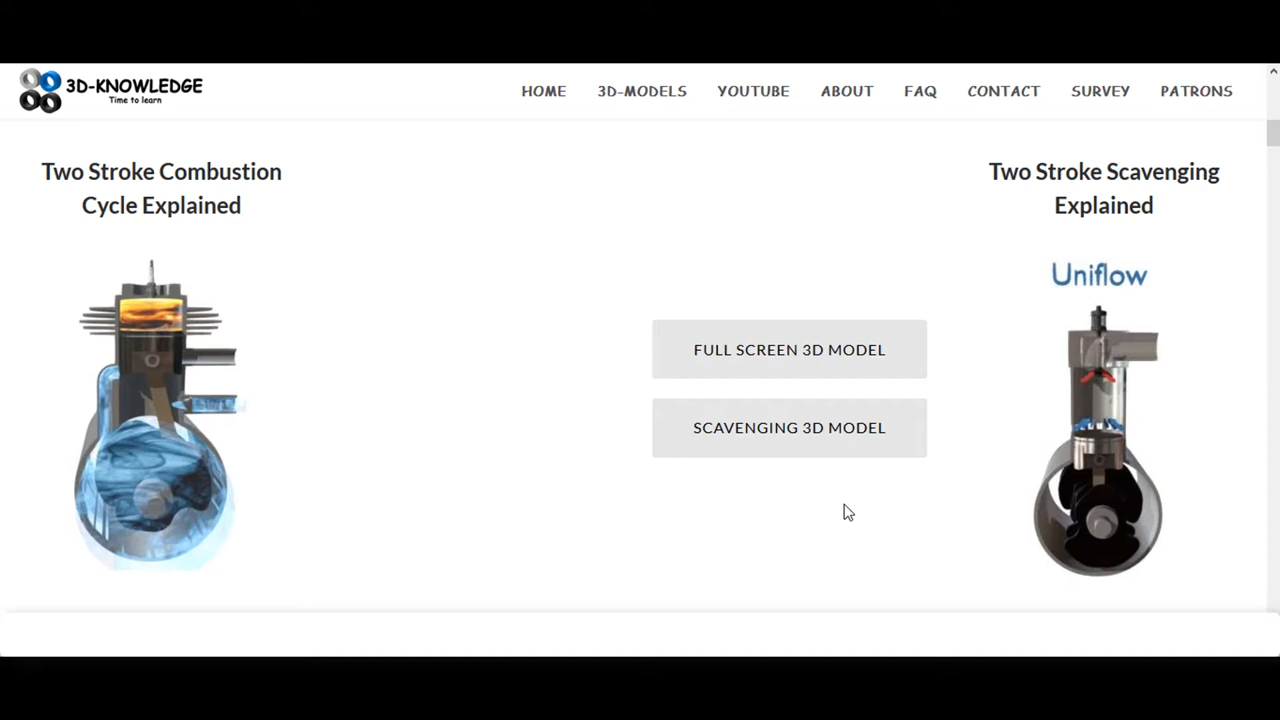 3D-KNOWLEDGE
Time to learn
HOME
3D-MODELS
YOUTUBE
ABOUT
FAQ
CONTACT
SURVEY
PATRONS
Two Stroke Combustion
Cycle Explained
FULL SCREEN 3D MODEL
SCAVENGING 3D MODEL
Two Stroke Scavenging
Explained
Uniflow